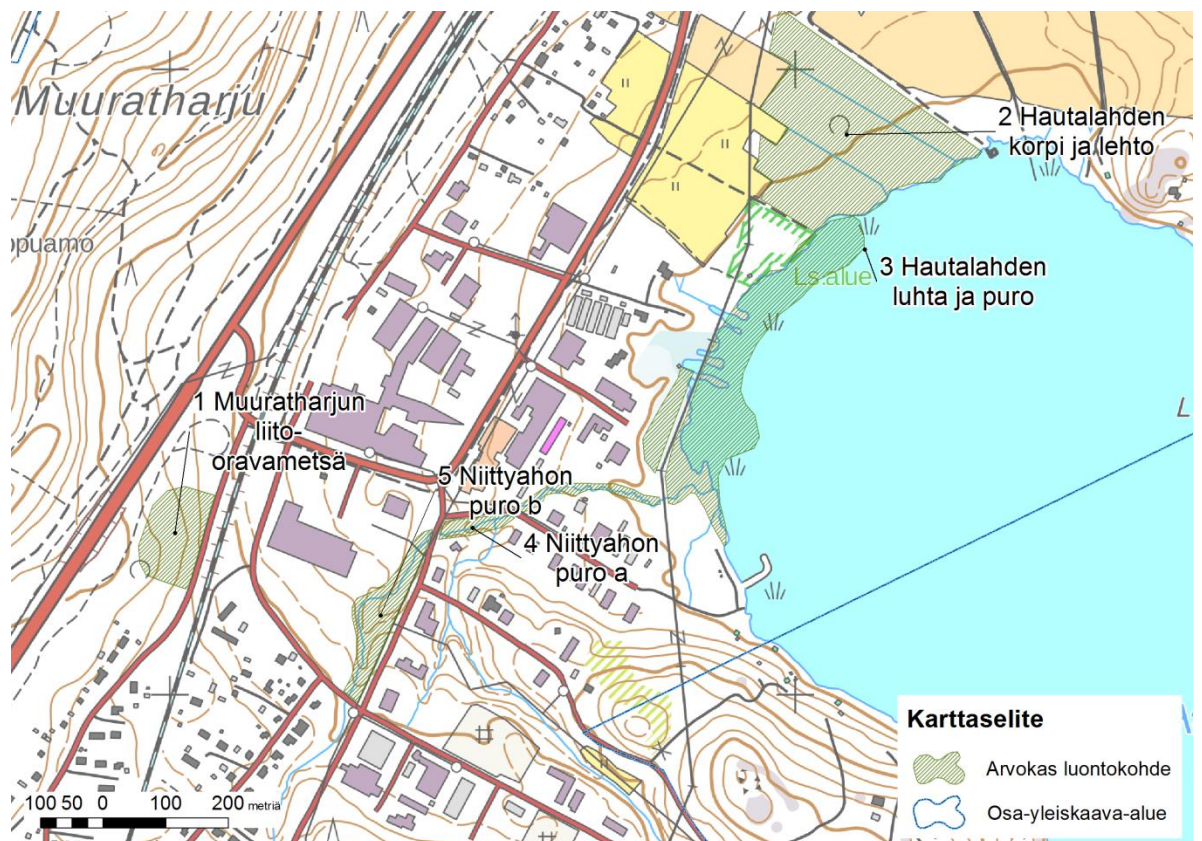 Muuratharju
2 Hautalahden
korpi ja lehto
3 Hautalahden
luhta ja puro
Ls.alue
ppuamo
1 Muuratharjun
liito-
oravametsä
L
5 Niittyahon
puro b
4 Niittyahon
puro a
Karttaselite
Arvokas luontokohde
Osa-yleiskaava-alue
100 50 0 100 200 metriä